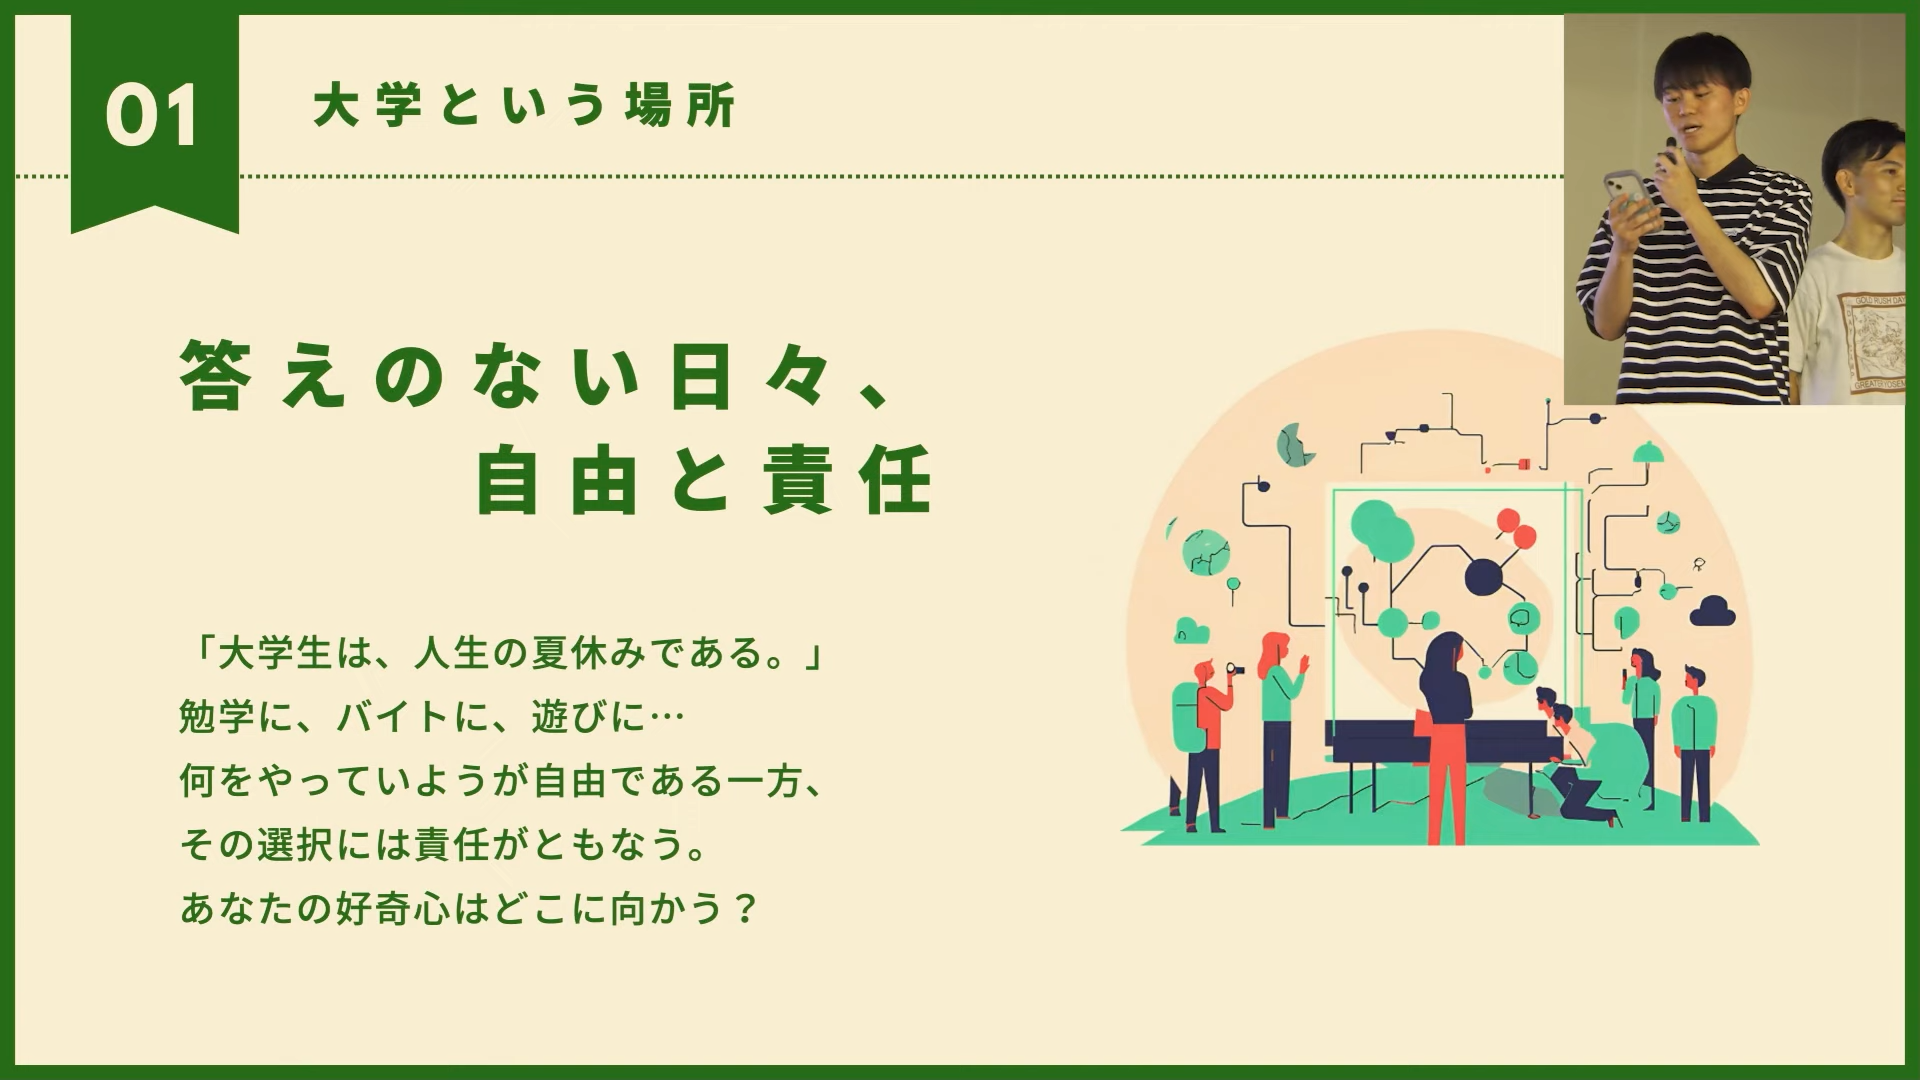 01
大学という場所
答えのない日々、
自由と責任
「大学生は、人生の夏休みである。」
勉学に、バイトに、遊びに…
何をやっていようが自由である一方、
その選択には責任がともなう。
あなたの好奇心はどこに向かう？
GOLD RUSH DAY